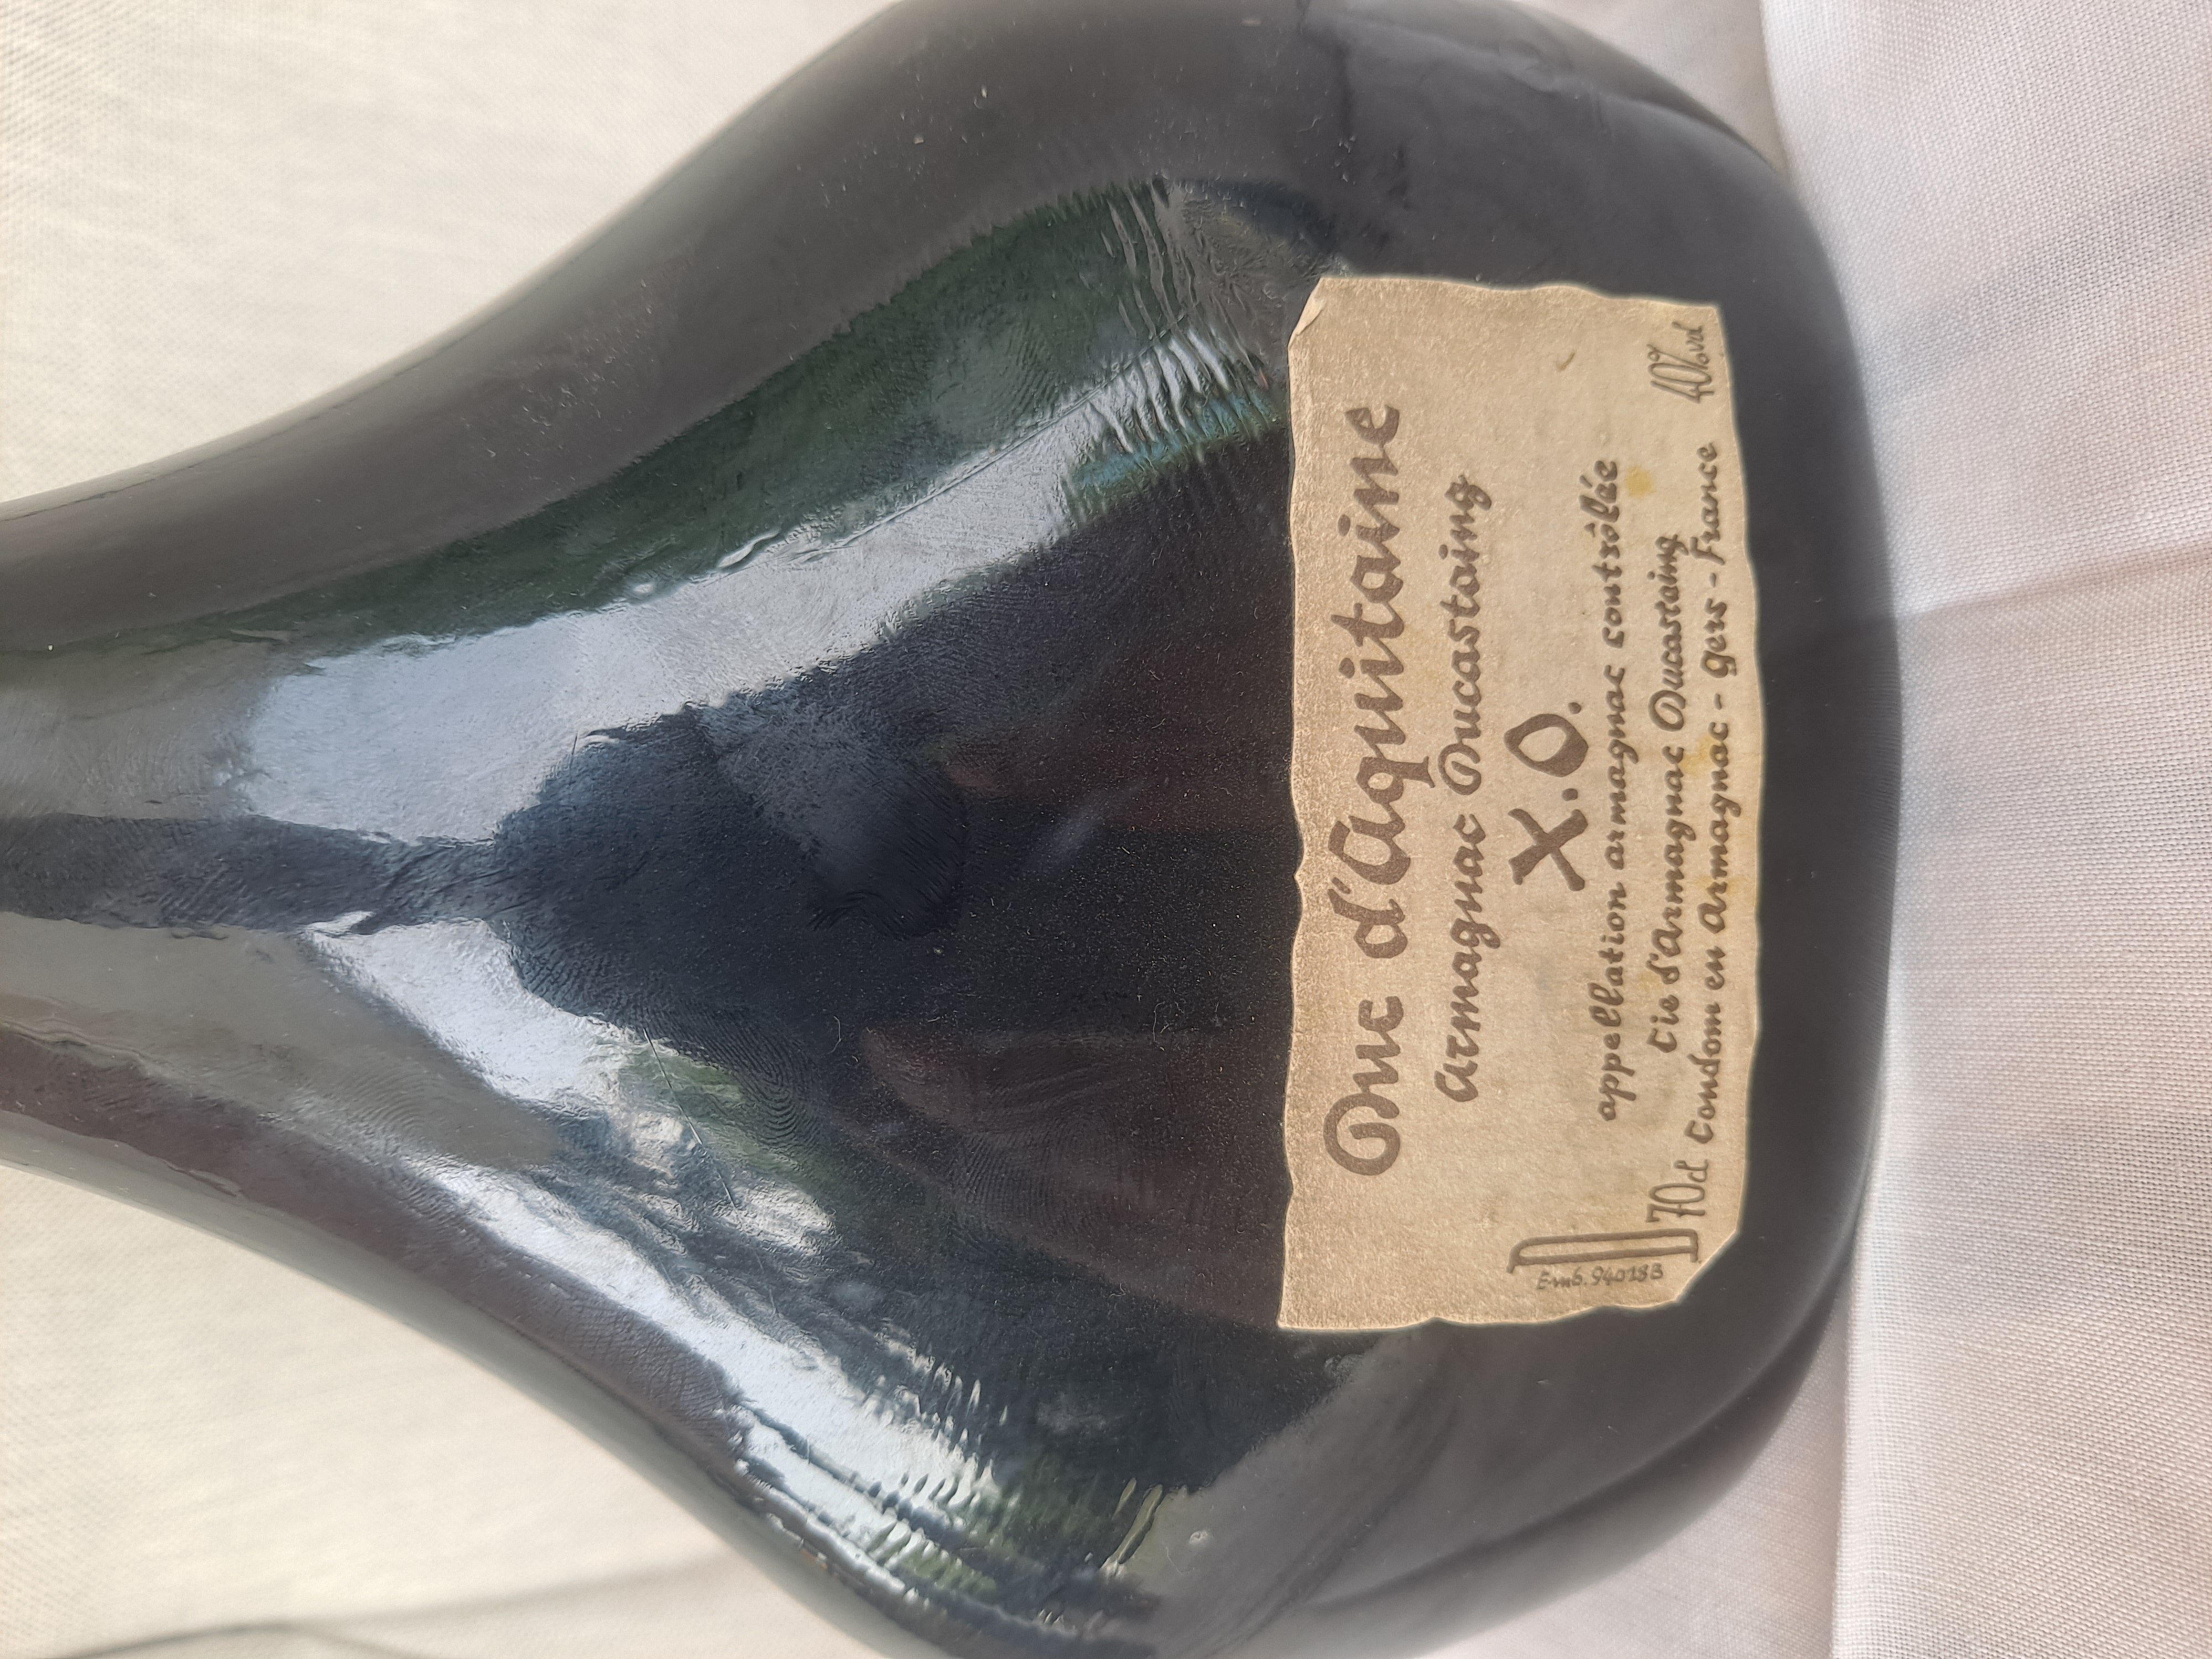 Duc d'Aquitaine
Armagnac Ducastaing
X.O.
appellation armagnac contrôlée
Cie d'Armagnac Ducastaing
70cl Condom en Armagnac - Gers - France 40%vol
Emb. 94018B